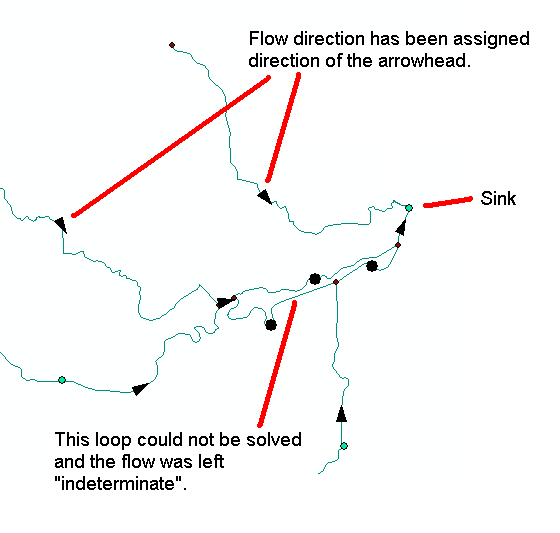 Flow direction has been assigned
direction of the arrowhead.
Sink
This loop could not be solved
and the flow was left
"indeterminate".